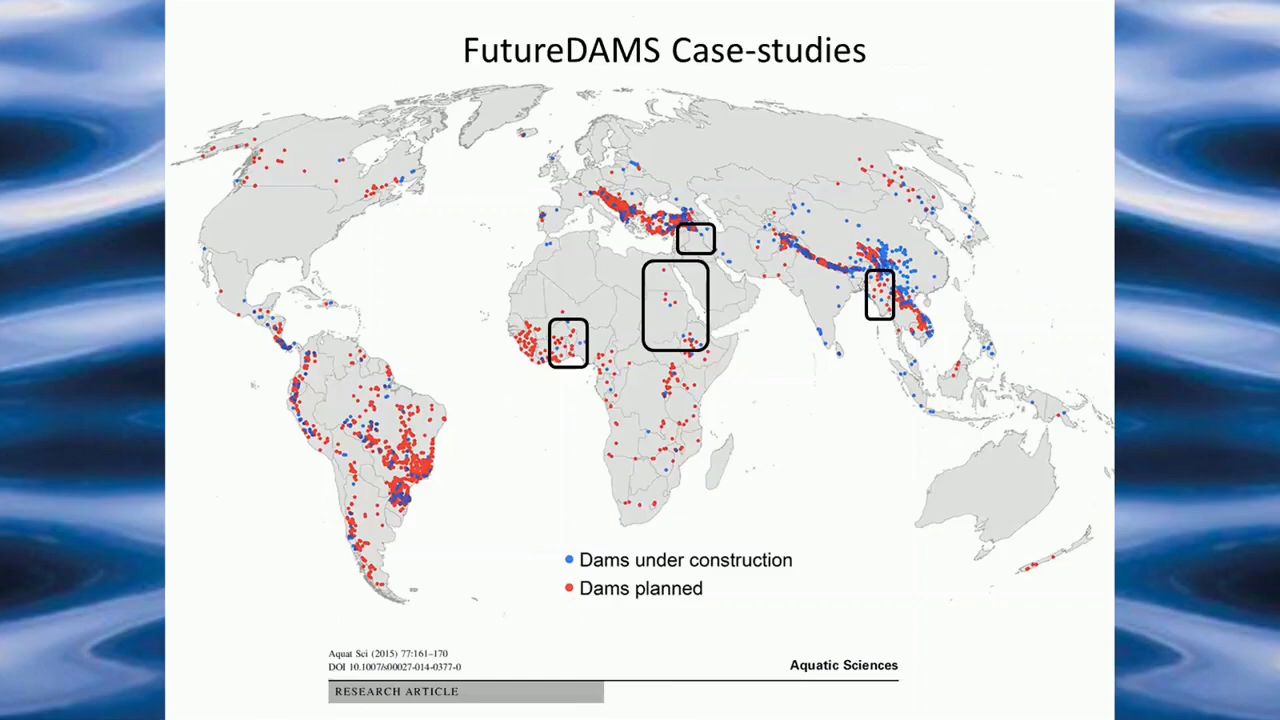 FutureDAMS Case-studies
Dams under construction
Dams planned
Aquat Sci (2015) 77:161–170
DOI 10.1007/s00027-014-0377-0
Aquatic Sciences
RESEARCH ARTICLE